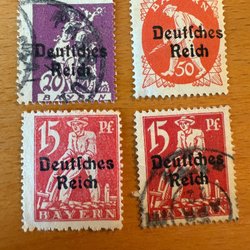 Deutſches
Reich
20
Deutſches
Reich
50
15 Pf.
Deutſches
Reich
BAYERN
15 Pf.
Deutſches
Reich
BAYERN